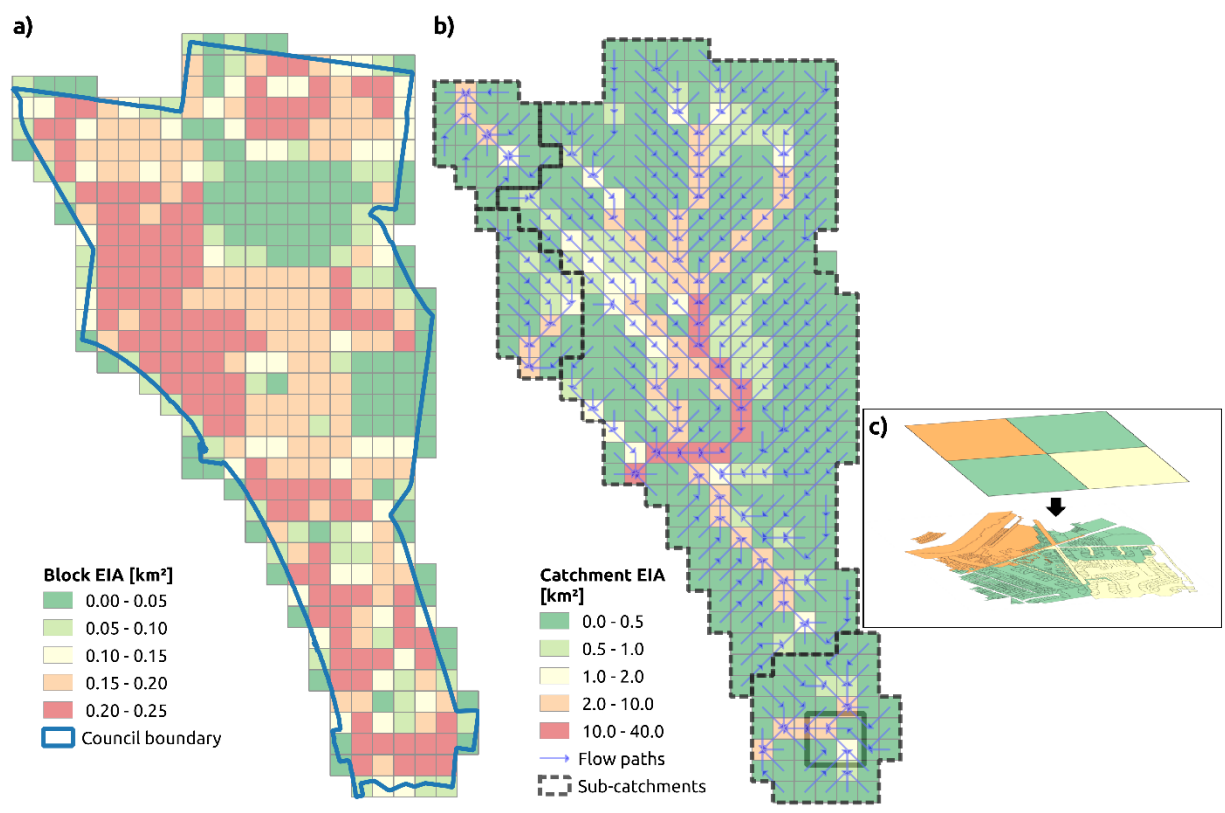 a)
b)
c)
Block EIA [km²]
0.00 - 0.05
0.05 - 0.10
0.10 - 0.15
0.15 - 0.20
0.20 - 0.25
Council boundary
Catchment EIA
[km²]
0.0 - 0.5
0.5 - 1.0
1.0 - 2.0
2.0 - 10.0
10.0 - 40.0
Flow paths
Sub-catchments